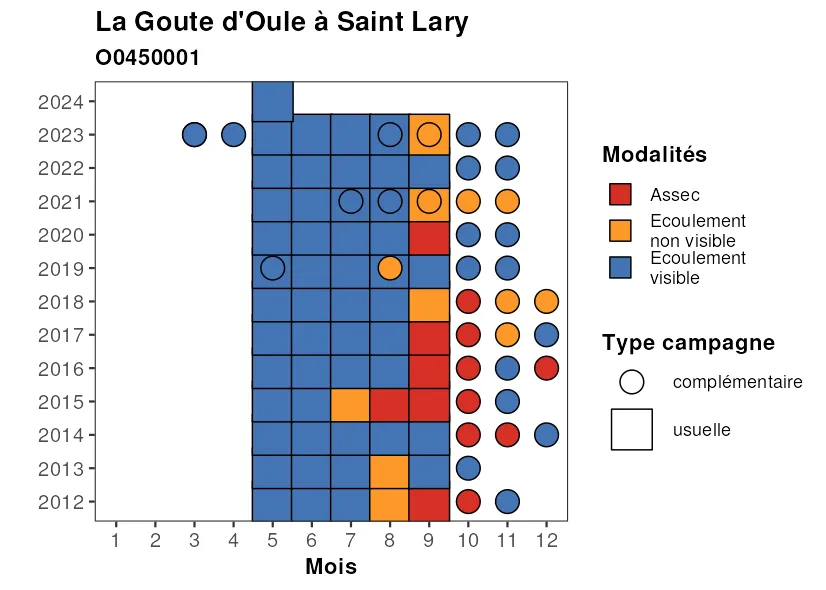 La Goute d'Oule à Saint Lary
O0450001
2024
2023
2022
2021
2020
2019
2018
2017
2016
2015
2014
2013
2012
1 2 3 4 5 6 7 8 9 10 11 12
Mois
Modalités
Assec
Ecoulement
non visible
Ecoulement
visible
Type campagne
complémentaire
usuelle